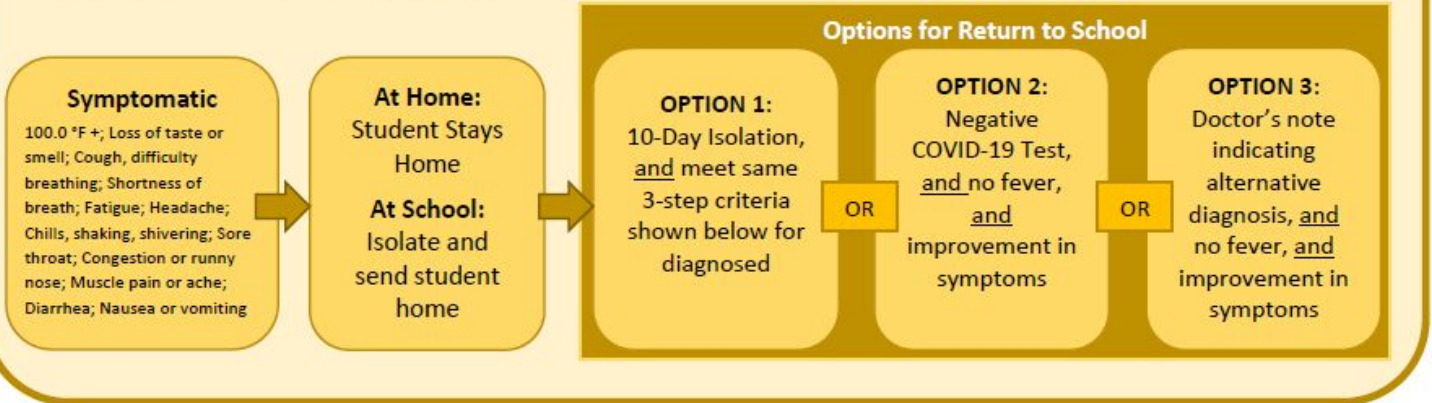 Options for Return to School
Symptomatic
100.0 °F +; Loss of taste or
smell; Cough, difficulty
breathing; Shortness of
breath; Fatigue; Headache;
Chills, shaking, shivering; Sore
throat; Congestion or runny
nose; Muscle pain or ache;
Diarrhea; Nausea or vomiting
At Home:
Student Stays
Home
At School:
Isolate and
send student
home
OPTION 1:
10-Day Isolation,
and meet same
3-step criteria
shown below for
diagnosed
OR
OPTION 2:
Negative
COVID-19 Test,
and no fever,
and
improvement in
symptoms
OR
OPTION 3:
Doctor's note
indicating
alternative
diagnosis, and
no fever, and
improvement in
symptoms